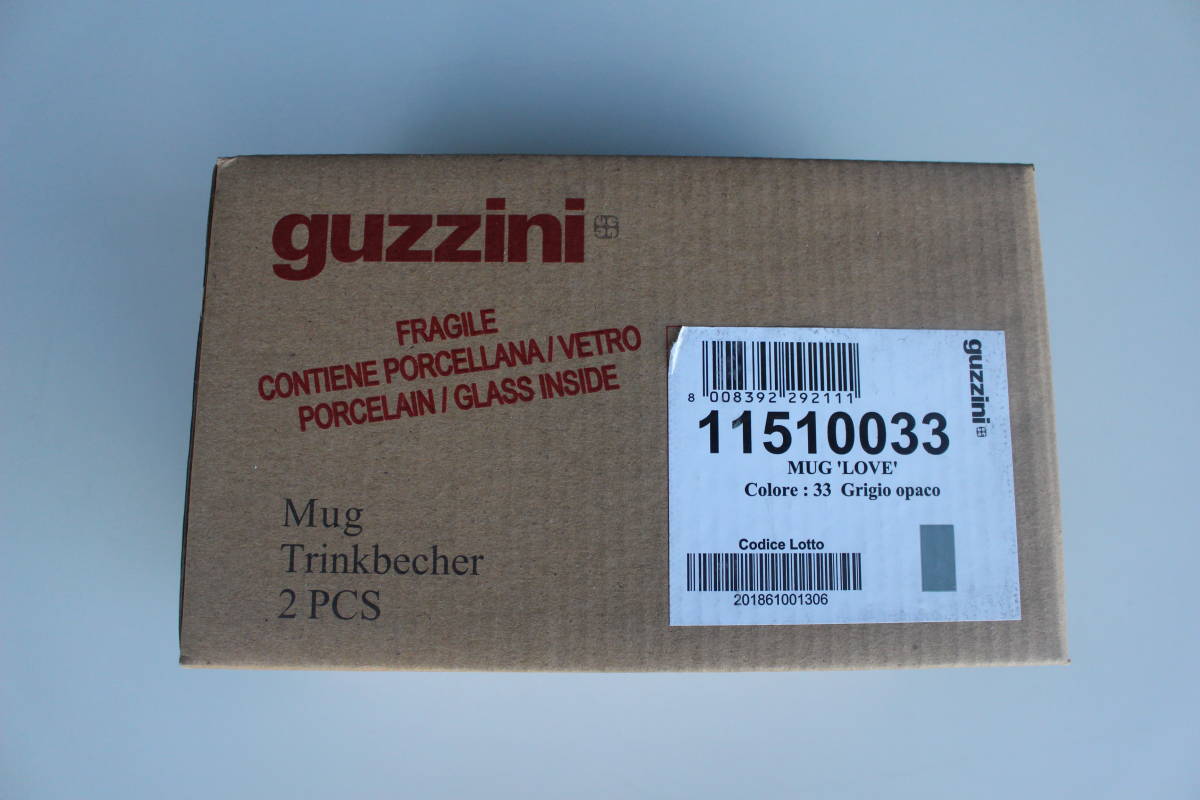 guzzini
FRAGILE
CONTIENE PORCELLANA / VETRO
PORCELAIN / GLASS INSIDE
Mug
Trinkbecher
2 PCS
guzzini
8 008392 292111
11510033
MUG 'LOVE'
Colore : 33 Grigio opaco
Codice Lotto
201861001306